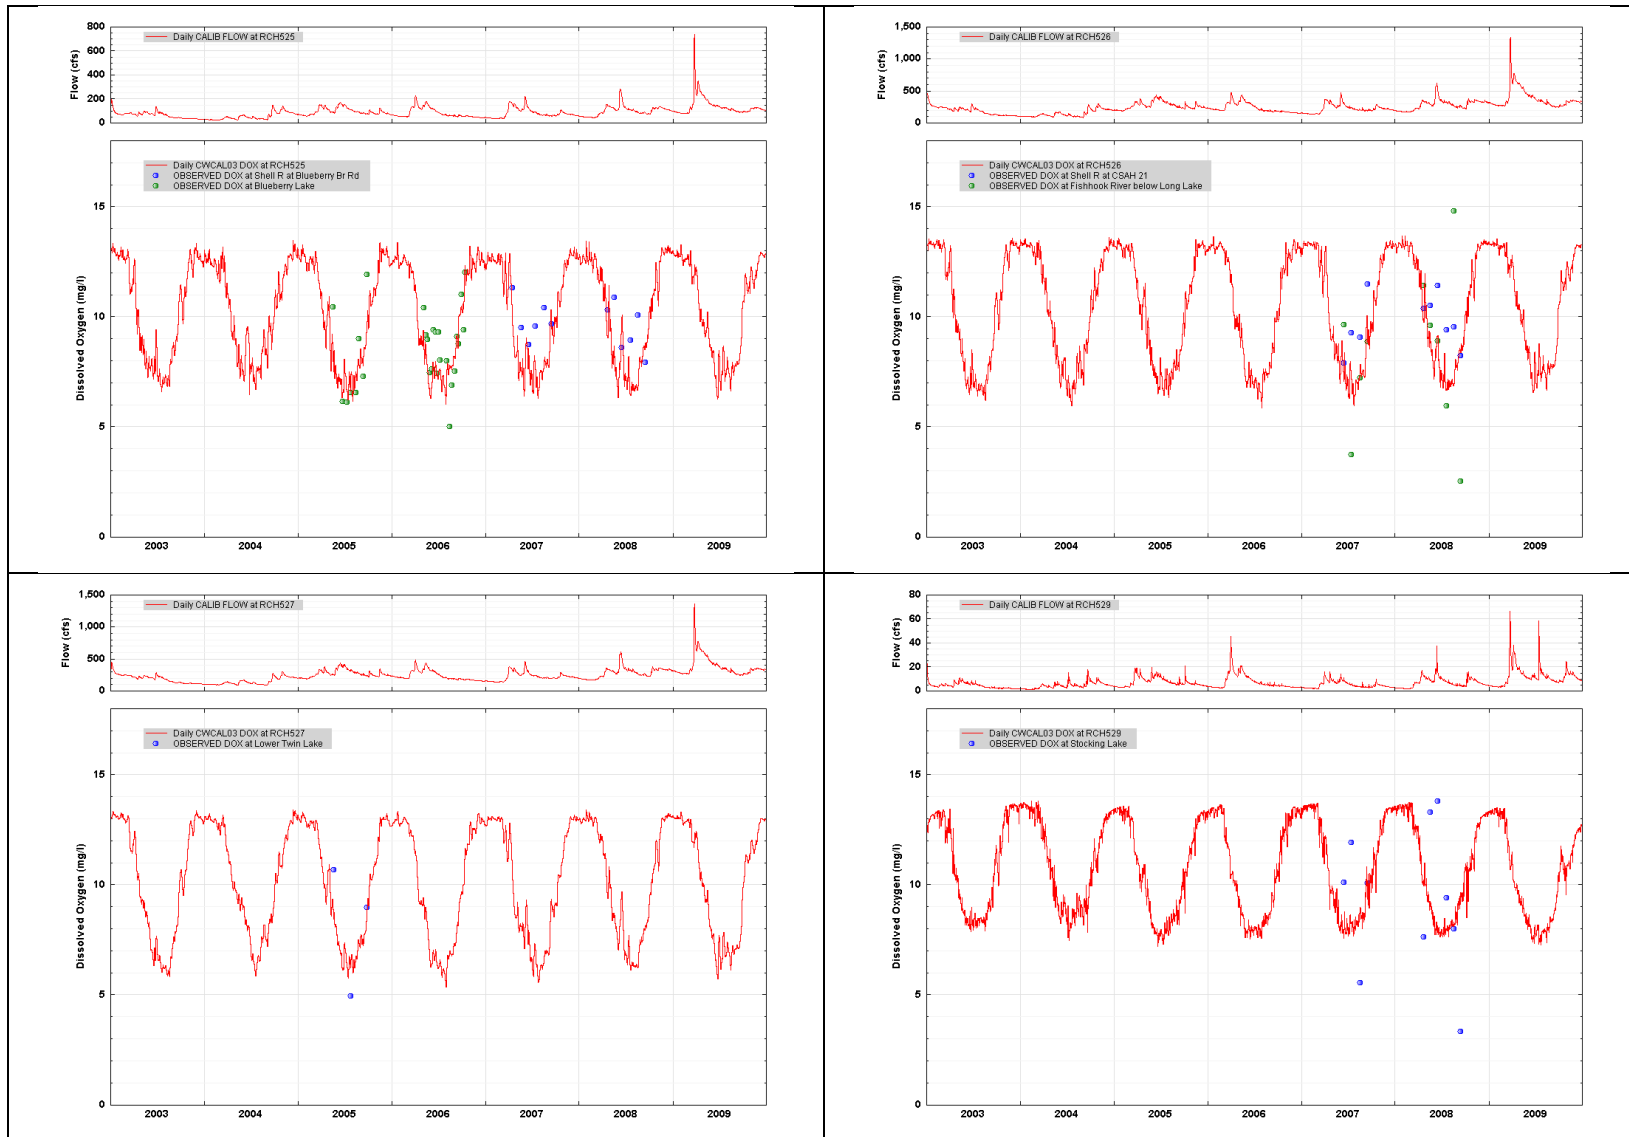 800
600
400
200
0
Flow (cfs)
Daily CALIB FLOW at RCH525
Daily CWCAL03 DOX at RCH525
OBSERVED DOX at Shell R at Blueberry Br Rd
OBSERVED DOX at Blueberry Lake
15
10
5
0
Dissolved Oxygen (mg/l)
2003 2004 2005 2006 2007 2008 2009
1,500
1,000
500
0
Flow (cfs)
Daily CALIB FLOW at RCH526
Daily CWCAL03 DOX at RCH526
OBSERVED DOX at Shell R at CSAH 21
OBSERVED DOX at Fishhook River below Long Lake
15
10
5
0
Dissolved Oxygen (mg/l)
2003 2004 2005 2006 2007 2008 2009
1,500
1,000
500
0
Flow (cfs)
Daily CALIB FLOW at RCH527
Daily CWCAL03 DOX at RCH527
OBSERVED DOX at Lower Twin Lake
15
10
5
0
Dissolved Oxygen (mg/l)
2003 2004 2005 2006 2007 2008 2009
80
60
40
20
0
Flow (cfs)
Daily CALIB FLOW at RCH529
Daily CWCAL03 DOX at RCH529
OBSERVED DOX at Stocking Lake
15
10
5
0
Dissolved Oxygen (mg/l)
2003 2004 2005 2006 2007 2008 2009